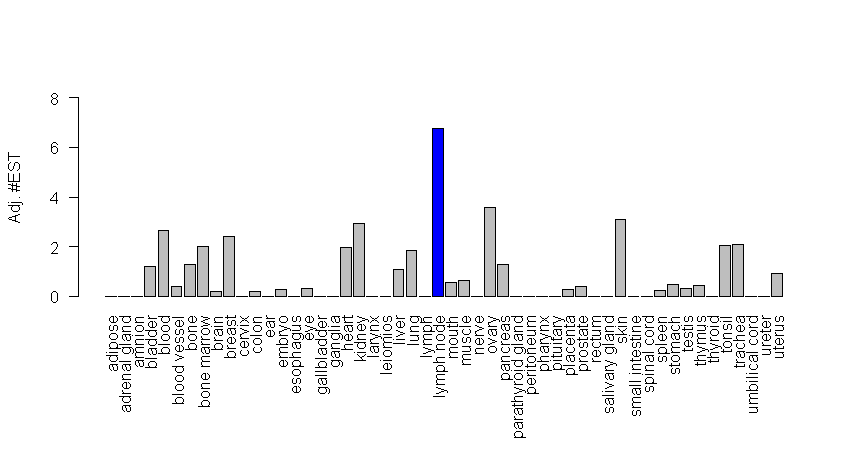 Adj. #EST
8
6
4
2
0
adipose
adrenal gland
amnion
bladder
blood
blood vessel
bone
bone marrow
brain
breast
cervix
colon
ear
embryo
esophagus
eye
gallbladder
ganglia
heart
kidney
larynx
leiomios
liver
lung
lymph
lymph node
mouth
muscle
nerve
ovary
pancreas
parathyroid gland
peritoneum
pharynx
pituitary
placenta
prostate
rectum
salivary gland
skin
small intestine
spinal cord
spleen
stomach
testis
thymus
thyroid
tonsil
trachea
umbilical cord
ureter
uterus